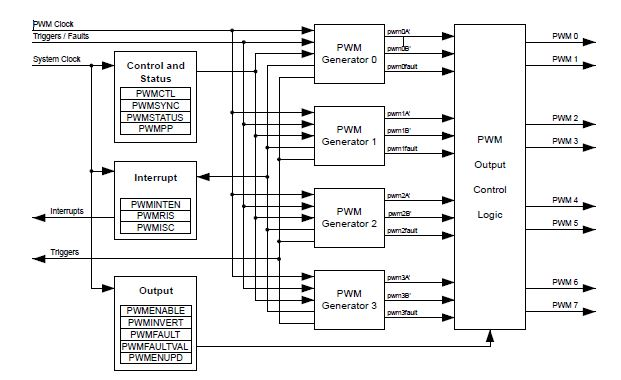 PWM Clock
Triggers / Faults
System Clock
Control and
Status
PWMCTL
PWMSYNC
PWMSTATUS
PWMPP
Interrupt
PWMINTEN
PWMRIS
PWMISC
Interrupts
Triggers
Output
PWMENABLE
PWMINVERT
PWMFAULT
PWMFAULTVAL
PWMENUPD
PWM
Generator 0
pwm0A'
pwm0B'
pwm0fault
PWM
Generator 1
pwm1A'
pwm1B'
pwm1fault
PWM
Generator 2
pwm2A'
pwm2B'
pwm2fault
PWM
Generator 3
pwm3A'
pwm3B'
pwm3fault
PWM
Output
Control
Logic
PWM 0
PWM 1
PWM 2
PWM 3
PWM 4
PWM 5
PWM 6
PWM 7